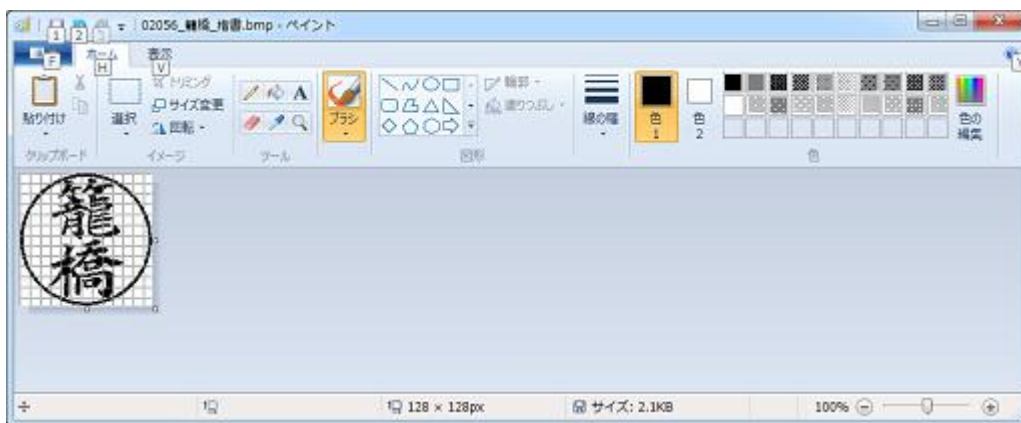 02056_籠橋_楷書.bmp - ペイント
1 2 3
F ホーム H 表示 V Y
貼り付け
選択
トリミング
サイズ変更
回転
A
ブラシ
輪郭
塗りつぶし
線の幅
色 1
色 2
色の編集
クリップボード
イメージ
ツール
図形
色
籠
橋
128 × 128px
サイズ: 2.1KB
100%